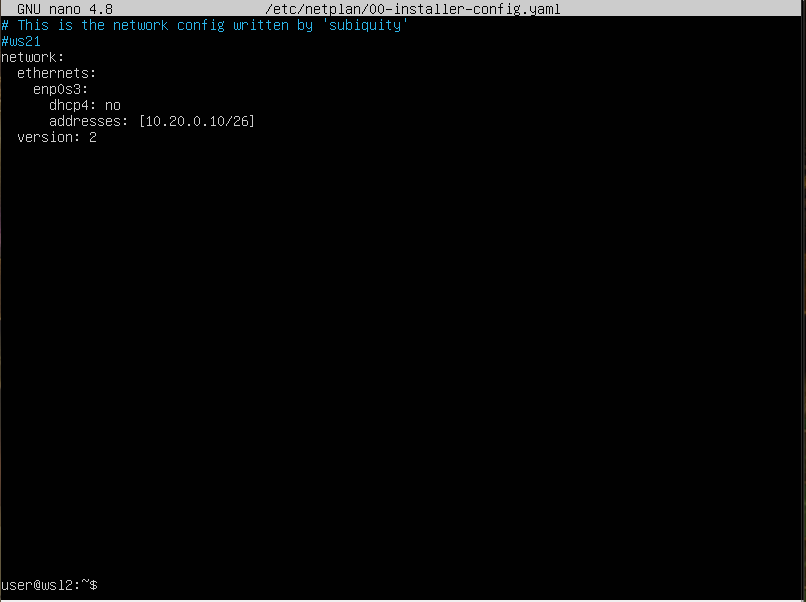 GNU nano 4.8 /etc/netplan/00-installer-config.yaml
# This is the network config written by 'subiquity'
#ws21
network:
  ethernets:
    enp0s3:
      dhcp4: no
      addresses: [10.20.0.10/26]
  version: 2
user@wsl2:~$